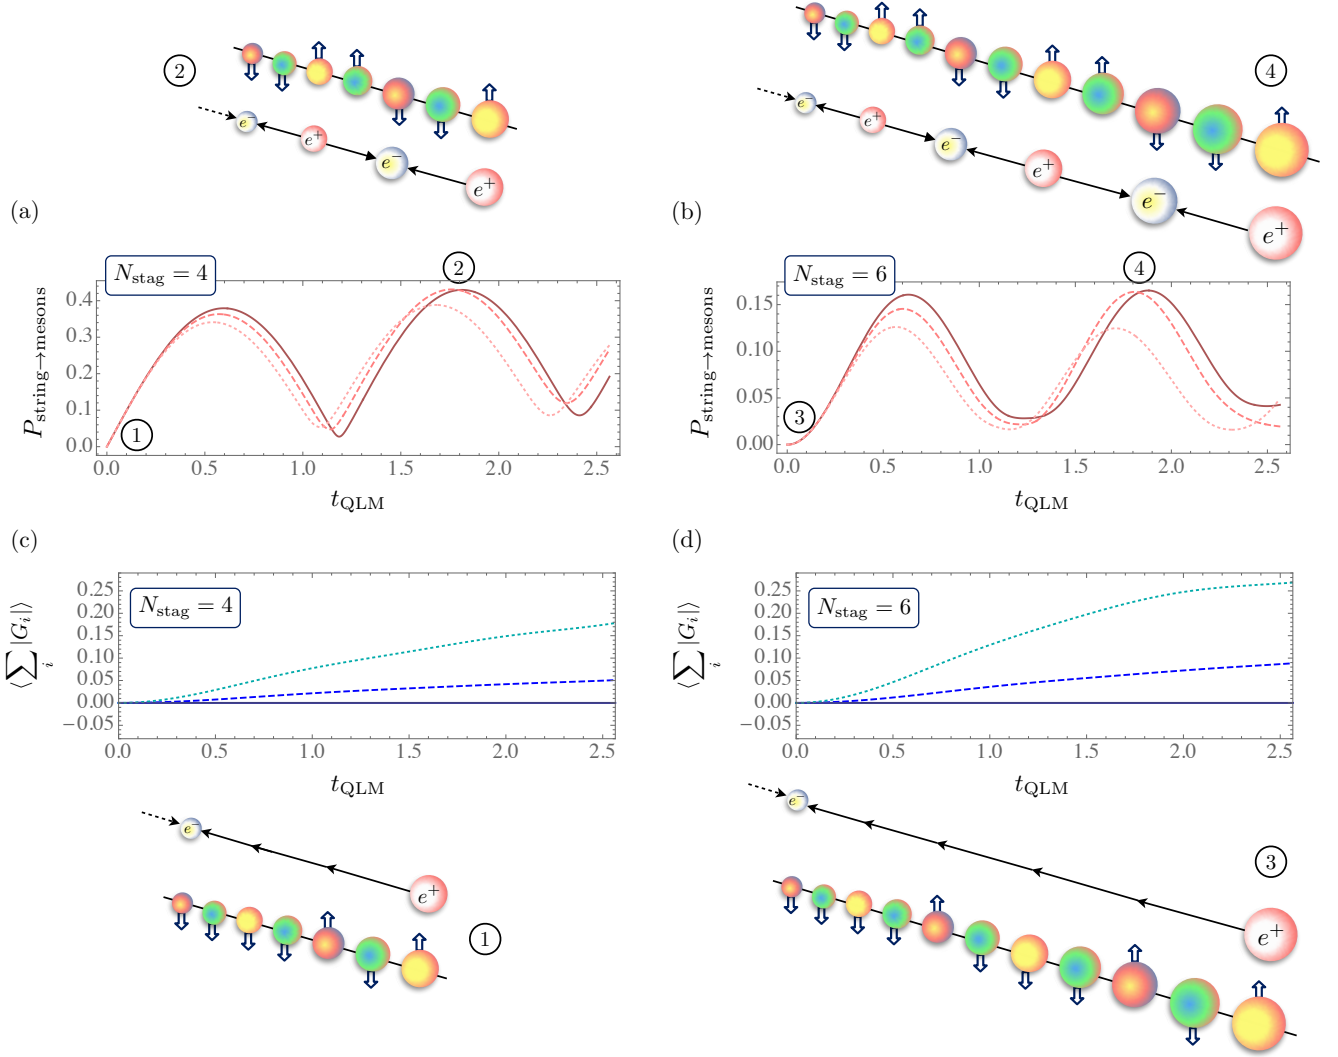 2
4
e⁻
e⁺
e⁻
e⁺
e⁻
e⁺
e⁻
e⁺
e⁻
e⁺
(a)
(b)
N_stag = 4
2
P_string→mesons
0.4
0.3
0.2
0.1
0.0
1
0.0 0.5 1.0 1.5 2.0 2.5
t_QLM
N_stag = 6
4
P_string→mesons
0.15
0.10
0.05
0.00
3
0.0 0.5 1.0 1.5 2.0 2.5
t_QLM
(c)
(d)
N_stag = 4
⟨∑_i |G_i|⟩
0.25
0.20
0.15
0.10
0.05
0.00
−0.05
0.0 0.5 1.0 1.5 2.0 2.5
t_QLM
N_stag = 6
⟨∑_i |G_i|⟩
0.25
0.20
0.15
0.10
0.05
0.00
−0.05
0.0 0.5 1.0 1.5 2.0 2.5
t_QLM
e⁻
e⁺
1
e⁻
3
e⁺